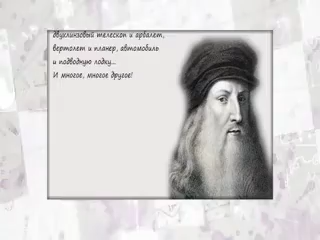 двухлинзовый телескоп и арбалет,
вертолет и планер, автомобиль
и подводную лодку...
И многое, многое другое!